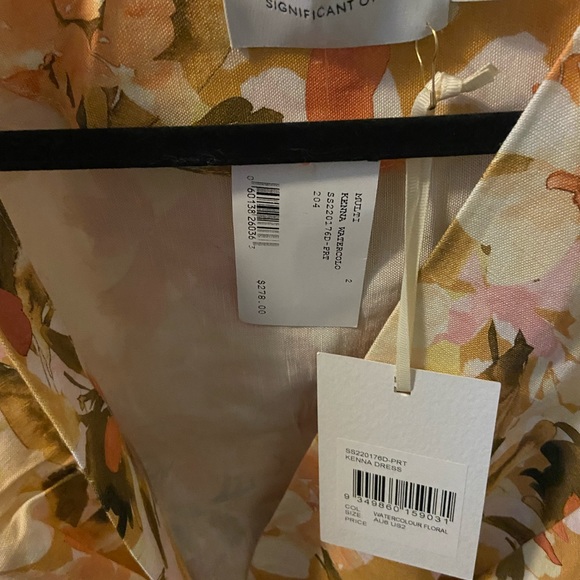 SIGNIFICANT O
MULTI
KENNA WATERCOLO 2
SS220176D-PRT
204
$278.00
SS220176D-PRT
KENNA DRESS
9 349860 159031
COL WATERCOLOUR FLORAL
SIZE AU6 US2
PRICE